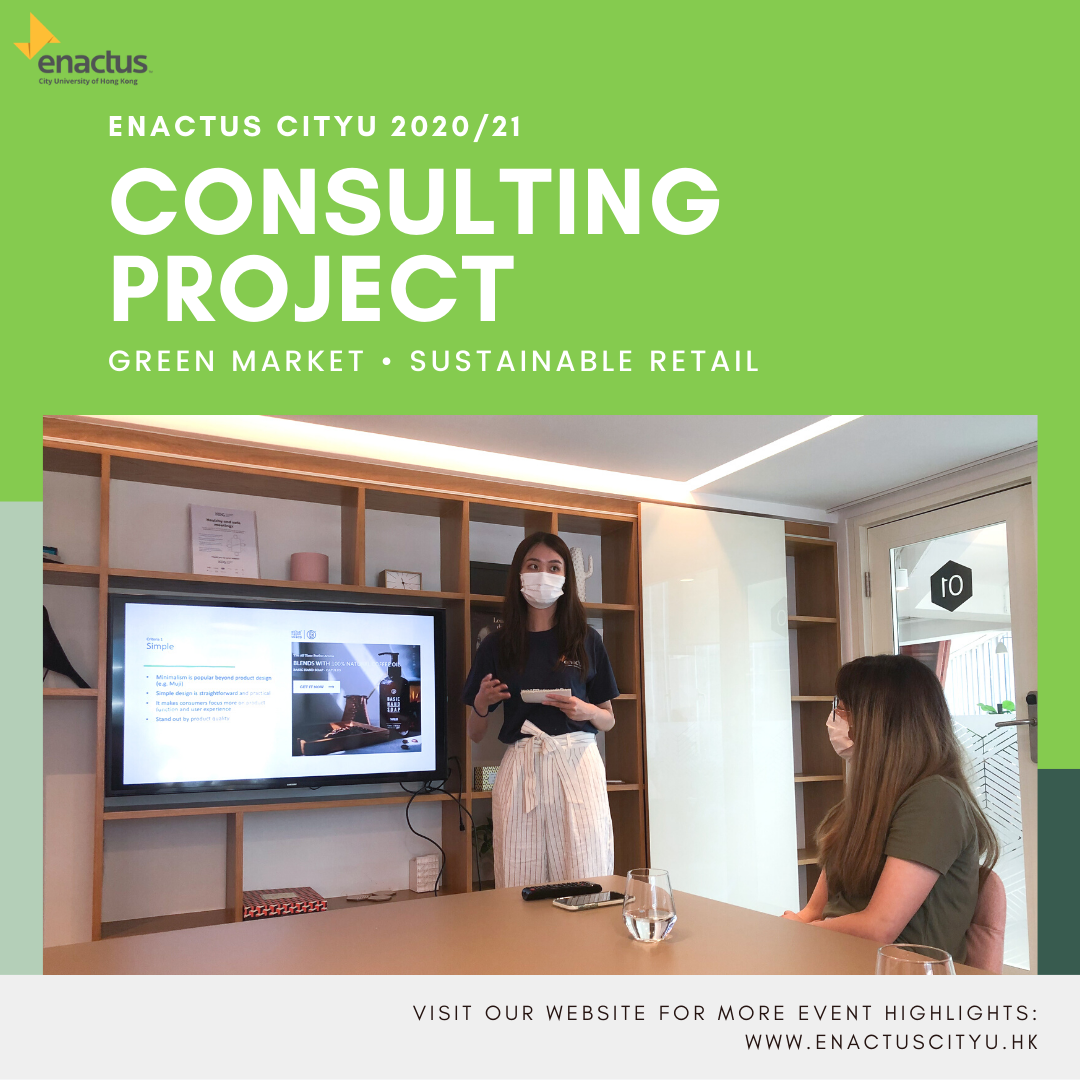 enactus
City University of Hong Kong
ENACTUS CITYU 2020/21
CONSULTING
PROJECT
GREEN MARKET • SUSTAINABLE RETAIL
Simple
• Minimalism is popular beyond product design
(e.g. Muji)
• Simple design is straightforward and practical
• It makes consumers focus more on product
function and user experience
• Stand out by product quality
BLENDS WITH 100% NATURAL
BASIC
HAND
SOAP
01
VISIT OUR WEBSITE FOR MORE EVENT HIGHLIGHTS:
WWW.ENACTUSCITYU.HK